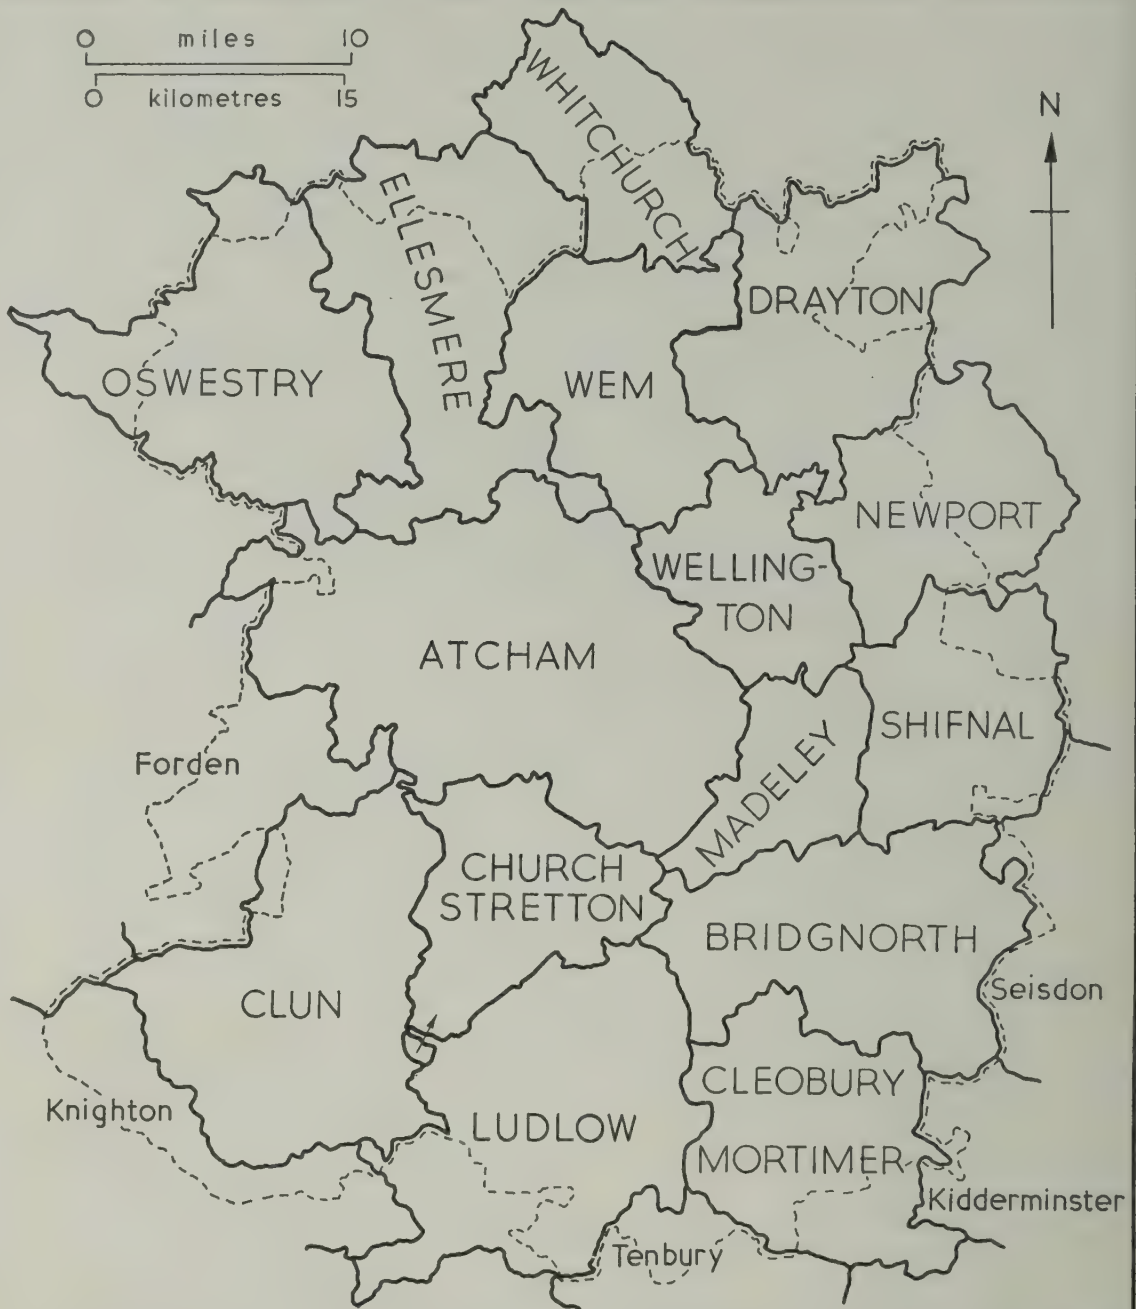 0 miles 10
0 kilometres 15
N
WHITCHURCH
ELLESMERE
DRAYTON
OSWESTRY
WEM
NEWPORT
WELLING-
TON
ATCHAM
SHIFNAL
MADELEY
Forden
CHURCH
STRETTON
BRIDGNORTH
CLUN
Seisdon
CLEOBURY
MORTIMER
Knighton
LUDLOW
Kidderminster
Tenbury